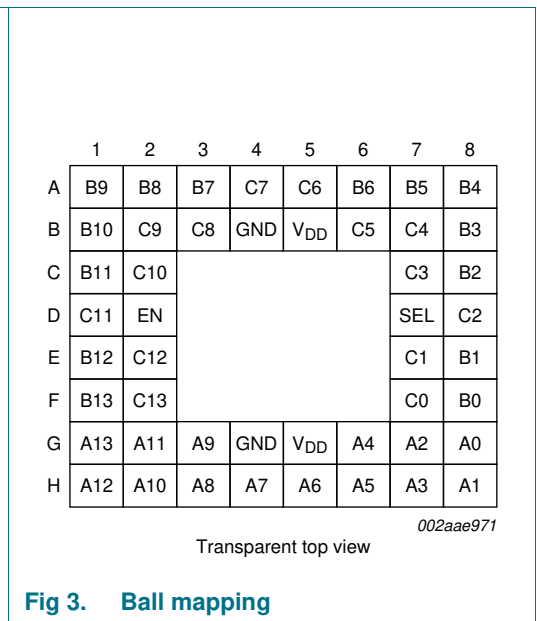 1 2 3 4 5 6 7 8
A B9 B8 B7 C7 C6 B6 B5 B4
B B10 C9 C8 GND VDD C5 C4 B3
C B11 C10 C3 B2
D C11 EN SEL C2
E B12 C12 C1 B1
F B13 C13 C0 B0
G A13 A11 A9 GND VDD A4 A2 A0
H A12 A10 A8 A7 A6 A5 A3 A1
002aae971
Transparent top view
Fig 3. Ball mapping